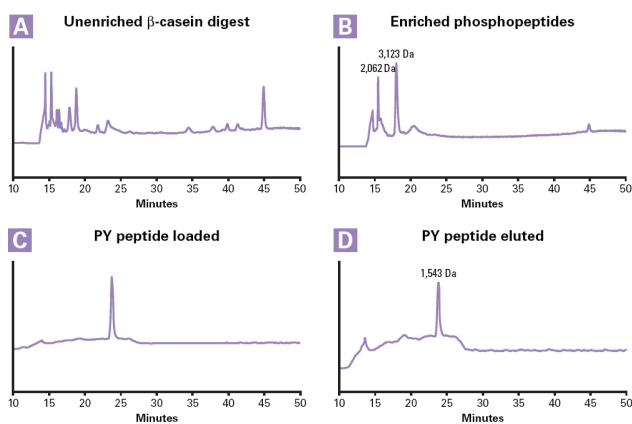 A Unenriched β-casein digest
10 15 20 25 30 35 40 45 50
Minutes
B Enriched phosphopeptides
3,123 Da
2,062 Da
10 15 20 25 30 35 40 45 50
Minutes
C PY peptide loaded
10 15 20 25 30 35 40 45 50
Minutes
D PY peptide eluted
1,543 Da
10 15 20 25 30 35 40 45 50
Minutes